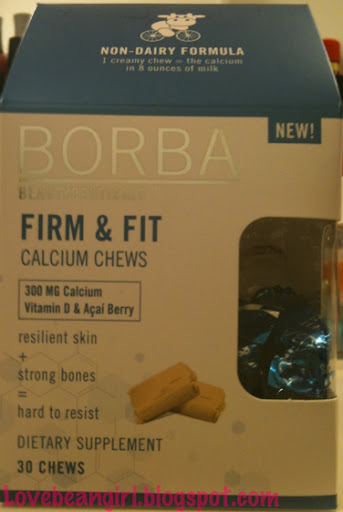 NON-DAIRY FORMULA
1 creamy chew = the calcium
in 8 ounces of milk
NEW!
BORBA
FIRM & FIT
CALCIUM CHEWS
300 MG Calcium
Vitamin D & Açaí Berry
resilient skin
+
strong bones
=
hard to resist
DIETARY SUPPLEMENT
30 CHEWS
Lovebeangirl.blogspot.com